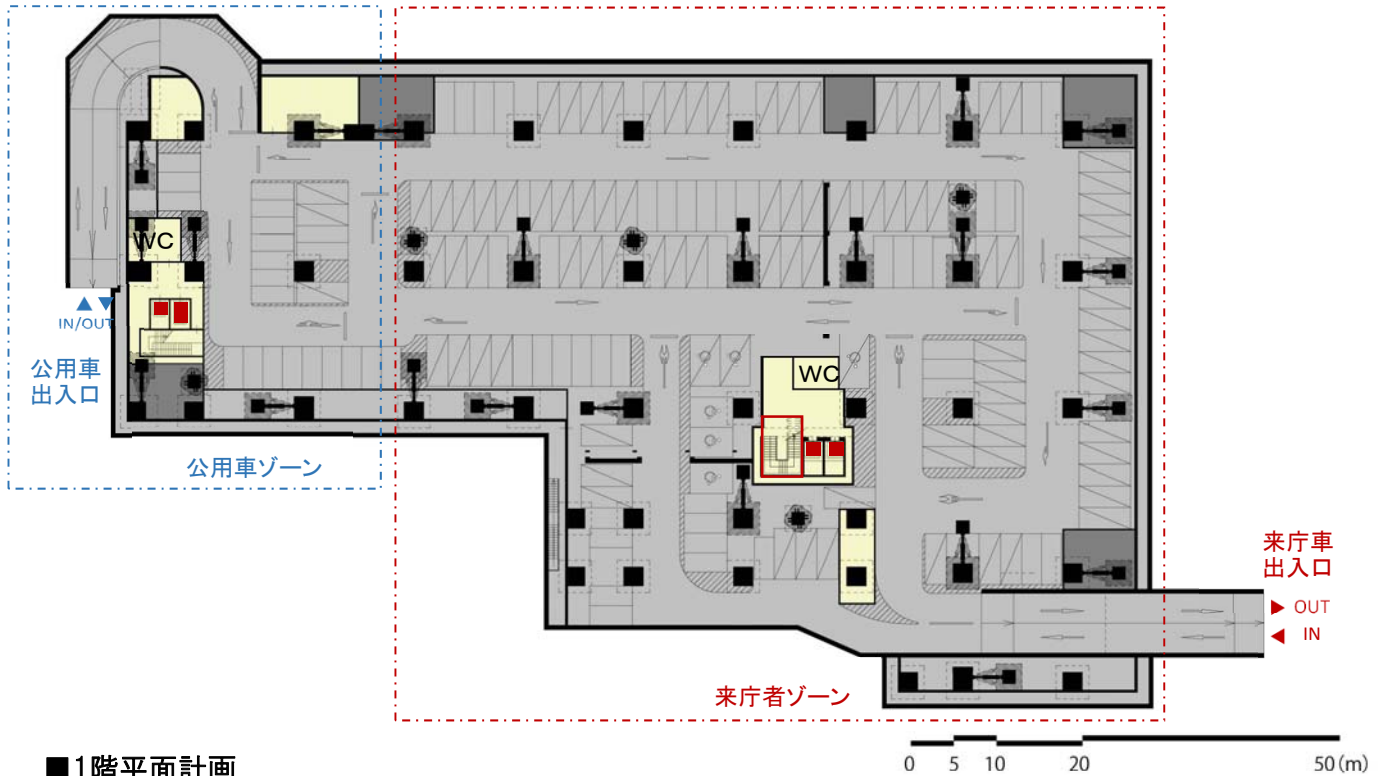 WC
▲▼
IN/OUT
公用車
出入口
公用車ゾーン
WC
来庁車
出入口
▶ OUT
◀ IN
来庁者ゾーン
0 5 10 20 50(m)
■1階平面計画